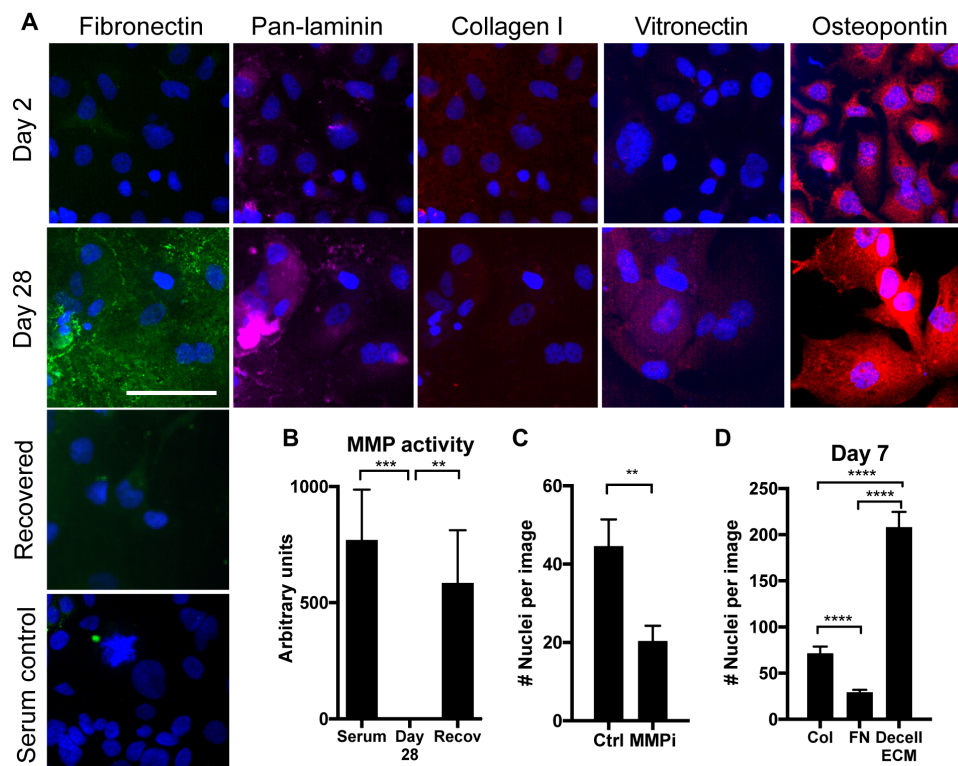 A
Fibronectin
Pan-laminin
Collagen I
Vitronectin
Osteopontin
Day 2
Day 28
Recovered
Serum control
B
MMP activity
***
**
Arbitrary units
1000
500
0
Serum
Day
28
Recov
C
**
# Nuclei per image
60
40
20
0
Ctrl
MMPi
D
Day 7
****
****
****
# Nuclei per image
250
200
150
100
50
0
Col
FN
Decell
ECM